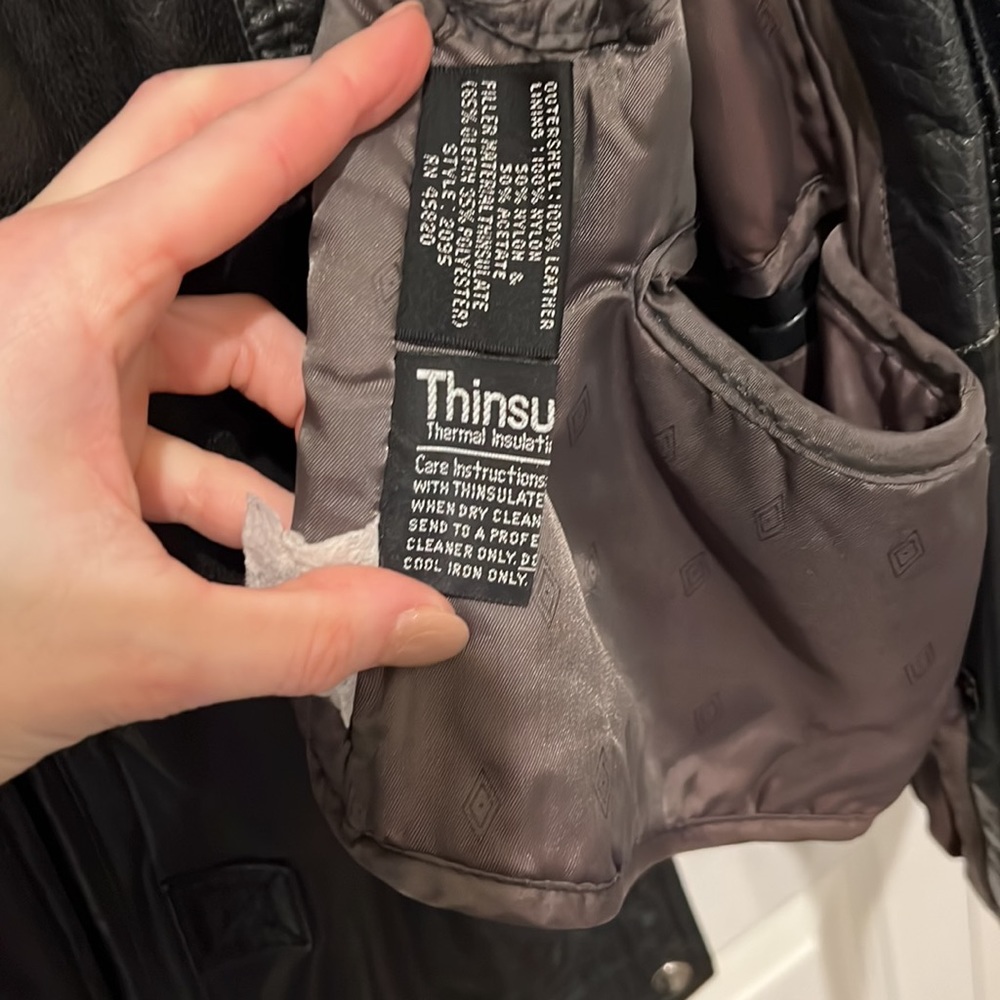 OUTERSHELL: 100% LEATHER
LINING : 100% NYLON
50% NYLON &
50% ACETATE
FILLER MATERIAL THINSULATE
(65% OLEFIN 35% POLYESTER)
STYLE : 2095
RN 45820
Thinsu
Thermal Insulati
Care Instructions
WITH THINSULATE
WHEN DRY CLEAN
SEND TO A PROFE
CLEANER ONLY. DO
COOL IRON ONLY.